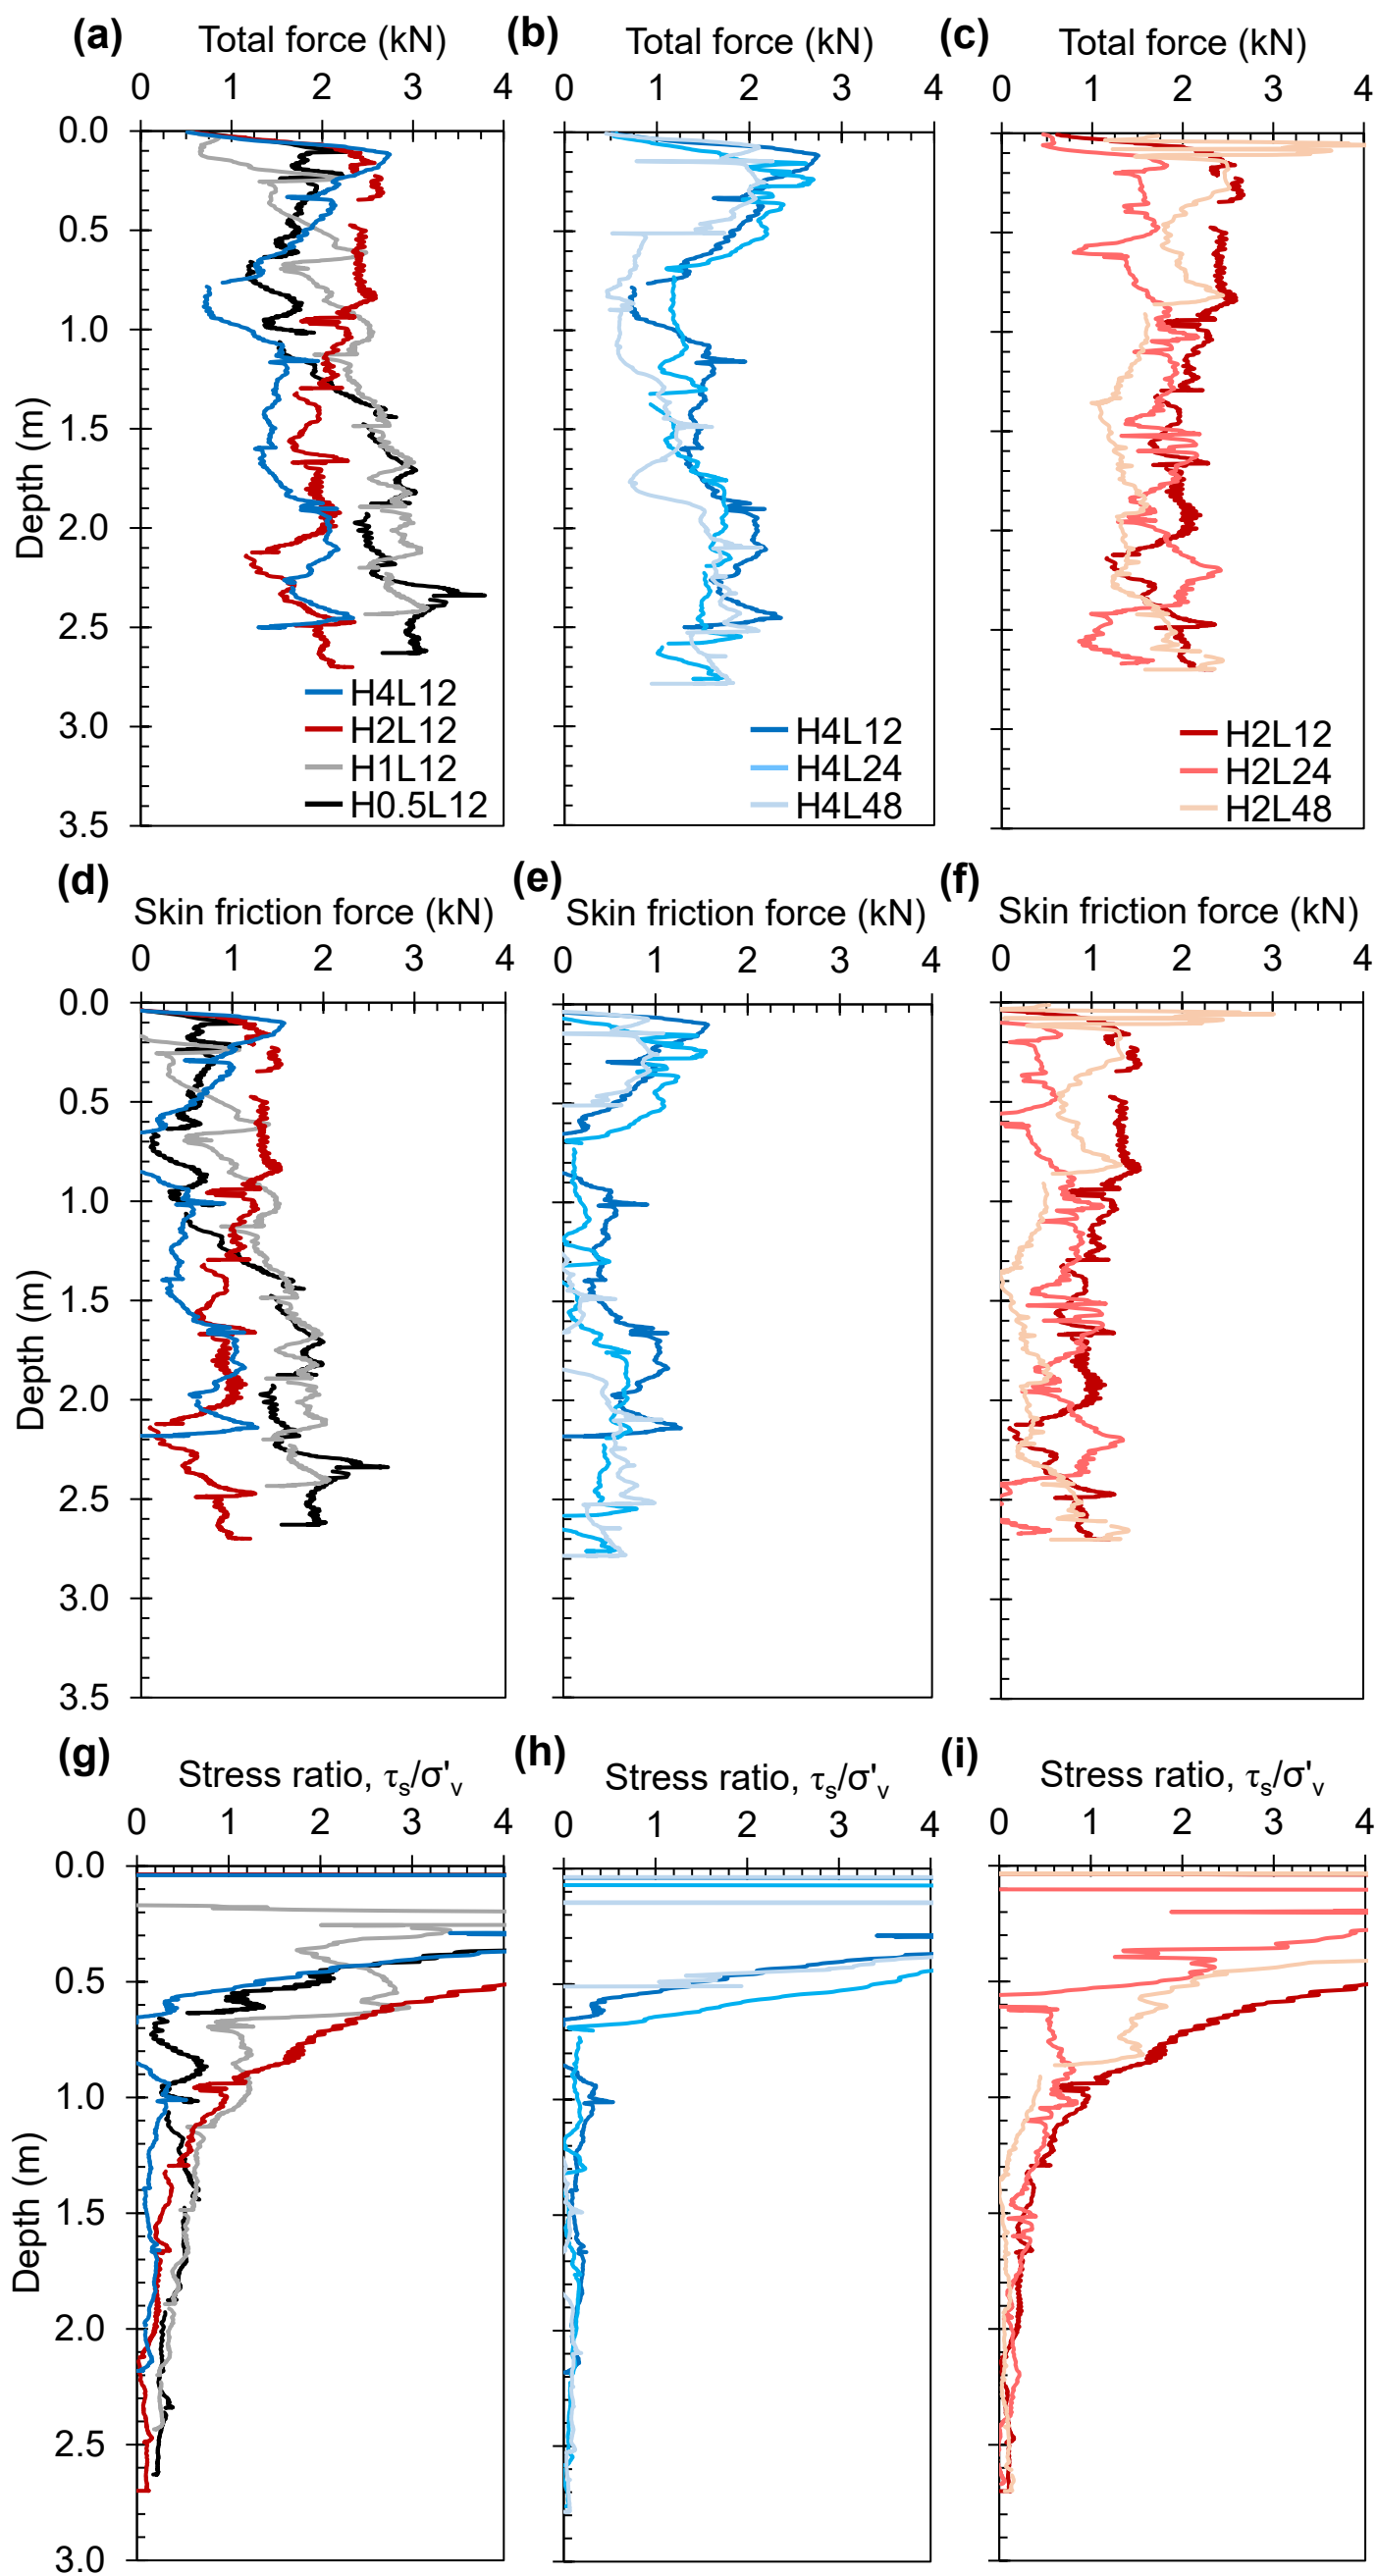 (a) Total force (kN)
0 1 2 3 4
0.0
0.5
1.0
1.5
2.0
2.5
3.0
3.5
Depth (m)
H4L12
H2L12
H1L12
H0.5L12
(b) Total force (kN)
0 1 2 3 4
H4L12
H4L24
H4L48
(c) Total force (kN)
0 1 2 3 4
H2L12
H2L24
H2L48
(d) Skin friction force (kN)
0 1 2 3 4
0.0
0.5
1.0
1.5
2.0
2.5
3.0
3.5
Depth (m)
(e) Skin friction force (kN)
0 1 2 3 4
(f) Skin friction force (kN)
0 1 2 3 4
(g) Stress ratio, τs/σ'v
0 1 2 3 4
0.0
0.5
1.0
1.5
2.0
2.5
3.0
Depth (m)
(h) Stress ratio, τs/σ'v
0 1 2 3 4
(i) Stress ratio, τs/σ'v
0 1 2 3 4